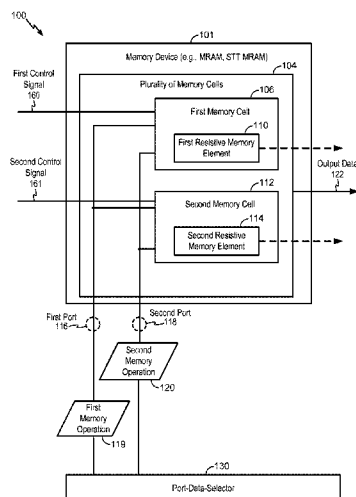 100
101
Memory Device (e.g., MRAM, STT MRAM)
104
Plurality of Memory Cells
106
First Control
Signal
160
First Memory Cell
110
First Resistive Memory
Element
Second Control
Signal
161
112
Second Memory Cell
114
Second Resistive Memory
Element
Output Data
122
First Port
116
Second Port
118
Second
Memory
Operation
120
First
Memory
Operation
119
130
Port-Data-Selector